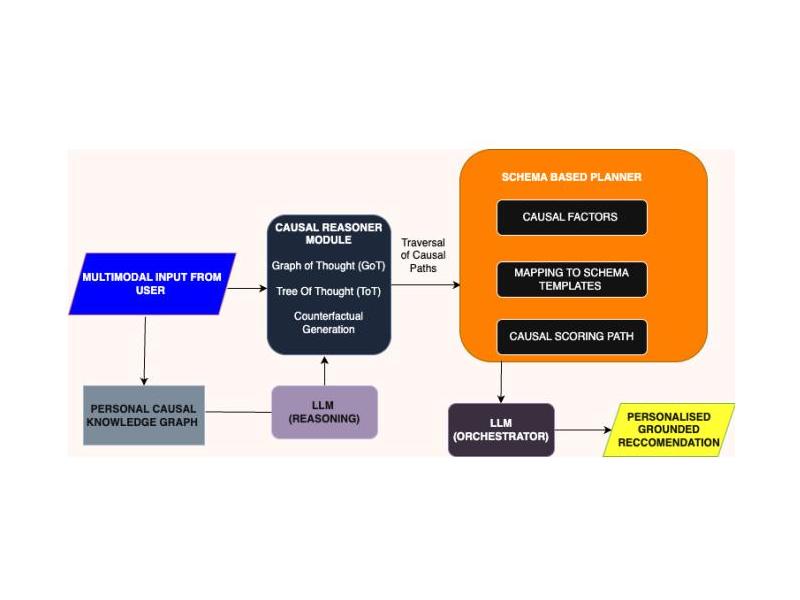 MULTIMODAL INPUT FROM
USER
PERSONAL CAUSAL
KNOWLEDGE GRAPH
CAUSAL REASONER
MODULE
Graph of Thought (GoT)
Tree Of Thought (ToT)
Counterfactual
Generation
LLM
(REASONING)
Traversal
of Causal
Paths
SCHEMA BASED PLANNER
CAUSAL FACTORS
MAPPING TO SCHEMA
TEMPLATES
CAUSAL SCORING PATH
LLM
(ORCHESTRATOR)
PERSONALISED
GROUNDED
RECCOMENDATION